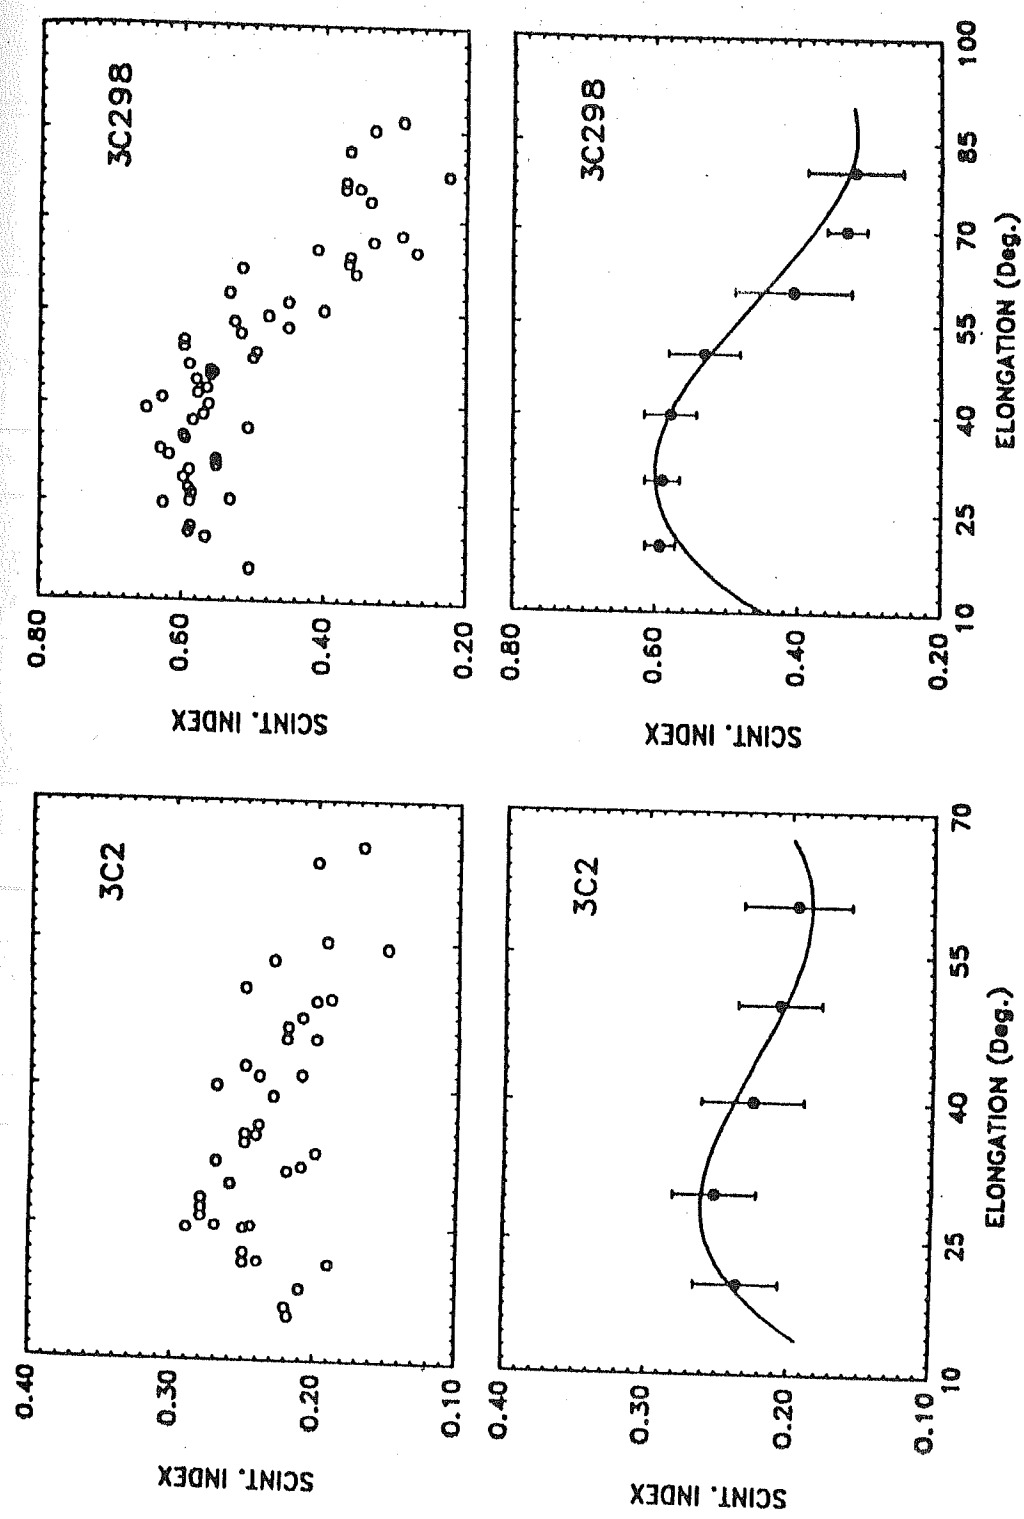 3C2
0.40
0.30
0.20
0.10
SCINT. INDEX
3C298
0.80
0.60
0.40
0.20
SCINT. INDEX
3C2
0.40
0.30
0.20
0.10
SCINT. INDEX
10 25 40 55 70
ELONGATION (Deg.)
3C298
0.80
0.60
0.40
0.20
SCINT. INDEX
10 25 40 55 70 85 100
ELONGATION (Deg.)